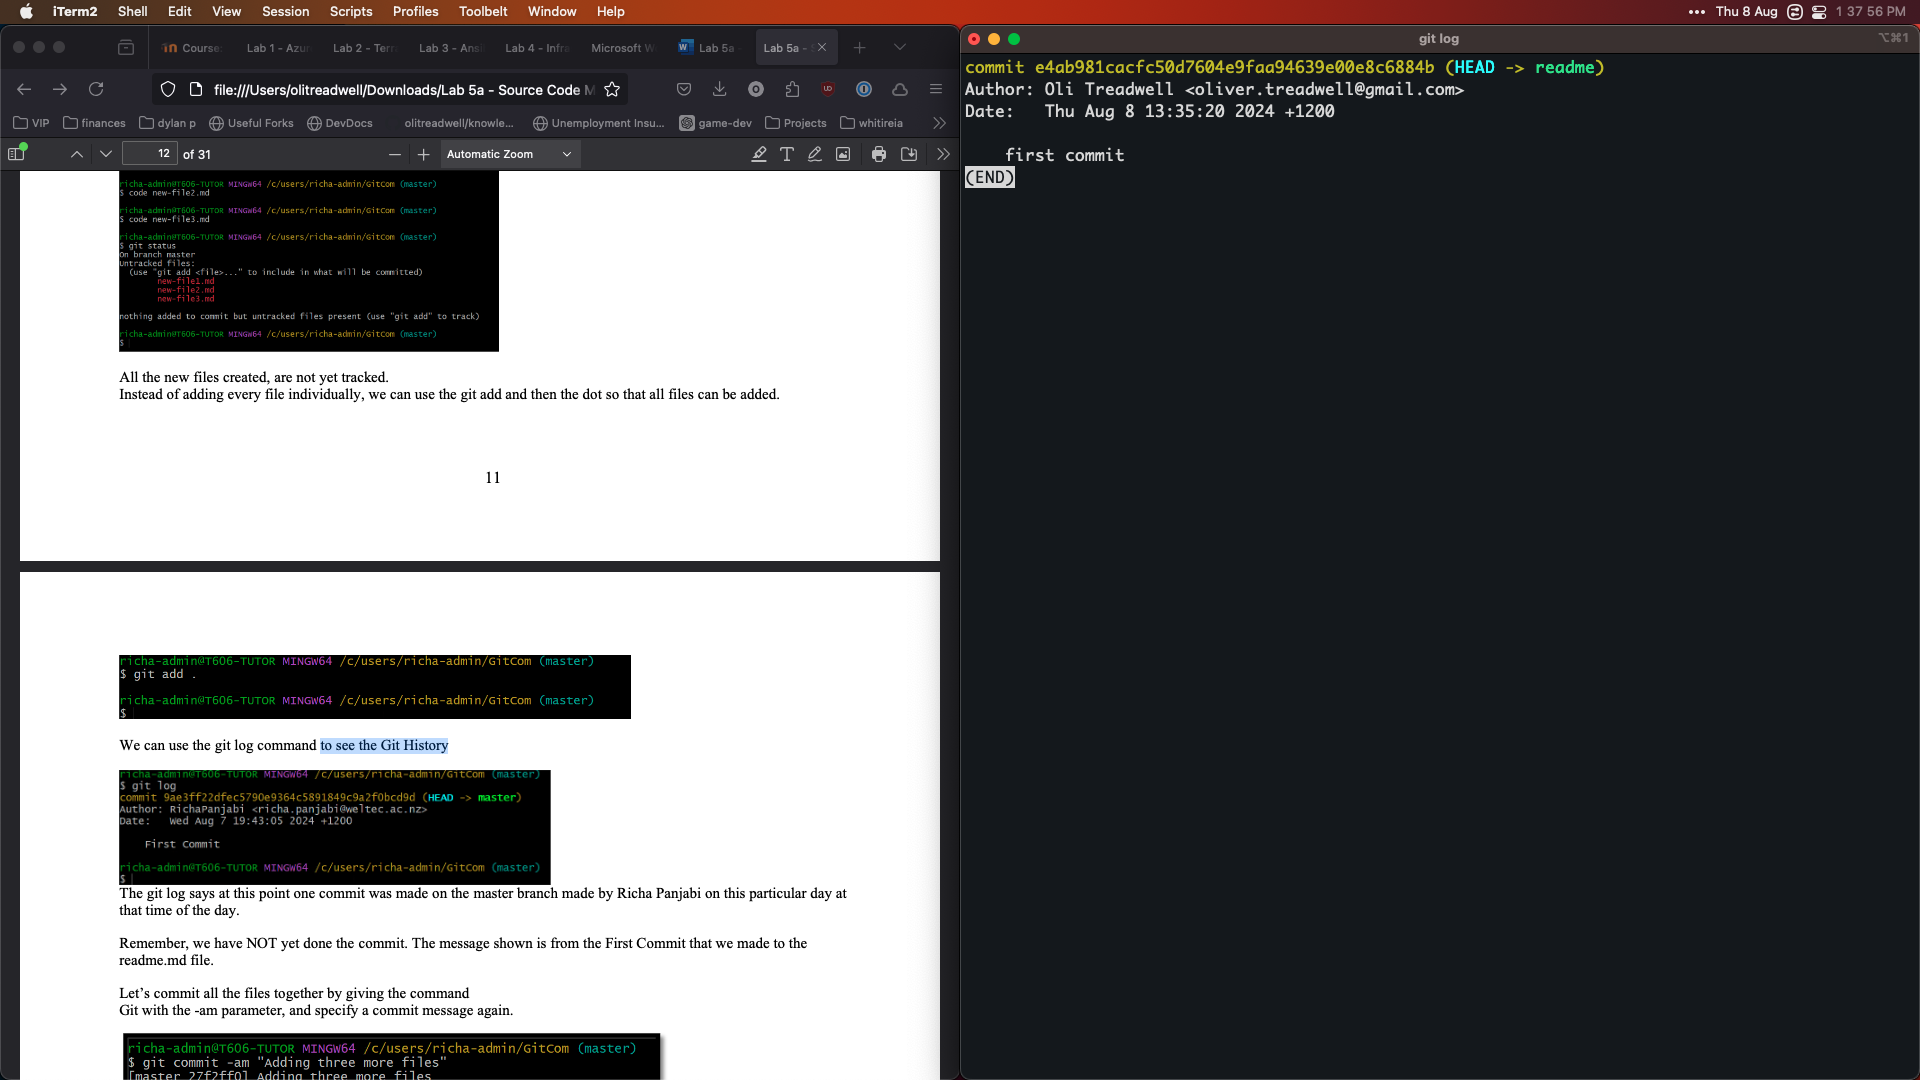 iTerm2 Shell Edit View Session Scripts Profiles Toolbelt Window Help
Thu 8 Aug 1 37 56 PM
Course Lab 1 - Azur Lab 2 - Terr Lab 3 - Ansi Lab 4 - Infra Microsoft W Lab 5a - Lab 5a -
file:///Users/olitreadwell/Downloads/Lab 5a - Source Code M
VIP finances dylan p Useful Forks DevDocs olitreadwell/knowle... Unemployment Insu... game-dev Projects whitireia
12 of 31 Automatic Zoom
richa-admin@T606-TUTOR MINGW64 /c/users/richa-admin/GitCom (master)
$ code new-file2.md
richa-admin@T606-TUTOR MINGW64 /c/users/richa-admin/GitCom (master)
$ code new-file3.md
richa-admin@T606-TUTOR MINGW64 /c/users/richa-admin/GitCom (master)
$ git status
On branch master
Untracked files:
(use "git add <file>..." to include in what will be committed)
new-file1.md
new-file2.md
new-file3.md
nothing added to commit but untracked files present (use "git add" to track)
richa-admin@T606-TUTOR MINGW64 /c/users/richa-admin/GitCom (master)
$
All the new files created, are not yet tracked.
Instead of adding every file individually, we can use the git add and then the dot so that all files can be added.
11
richa-admin@T606-TUTOR MINGW64 /c/users/richa-admin/GitCom (master)
$ git add .
richa-admin@T606-TUTOR MINGW64 /c/users/richa-admin/GitCom (master)
$
We can use the git log command to see the Git History
richa-admin@T606-TUTOR MINGW64 /c/users/richa-admin/GitCom (master)
$ git log
commit 9ae3ff22dfec5790e9364c5891849c9a2f0bcd9d (HEAD -> master)
Author: RichaPanjabi <richa.panjabi@weltec.ac.nz>
Date: Wed Aug 7 19:43:05 2024 +1200
First Commit
richa-admin@T606-TUTOR MINGW64 /c/users/richa-admin/GitCom (master)
$
The git log says at this point one commit was made on the master branch made by Richa Panjabi on this particular day at
that time of the day.
Remember, we have NOT yet done the commit. The message shown is from the First Commit that we made to the
readme.md file.
Let’s commit all the files together by giving the command
Git with the -am parameter, and specify a commit message again.
richa-admin@T606-TUTOR MINGW64 /c/users/richa-admin/GitCom (master)
$ git commit -am "Adding three more files"
[master 27f2ff0] Adding three more files
git log
⌥⌘1
commit e4ab981cacfc50d7604e9faa94639e00e8c6884b (HEAD -> readme)
Author: Oli Treadwell <oliver.treadwell@gmail.com>
Date: Thu Aug 8 13:35:20 2024 +1200
first commit
(END)